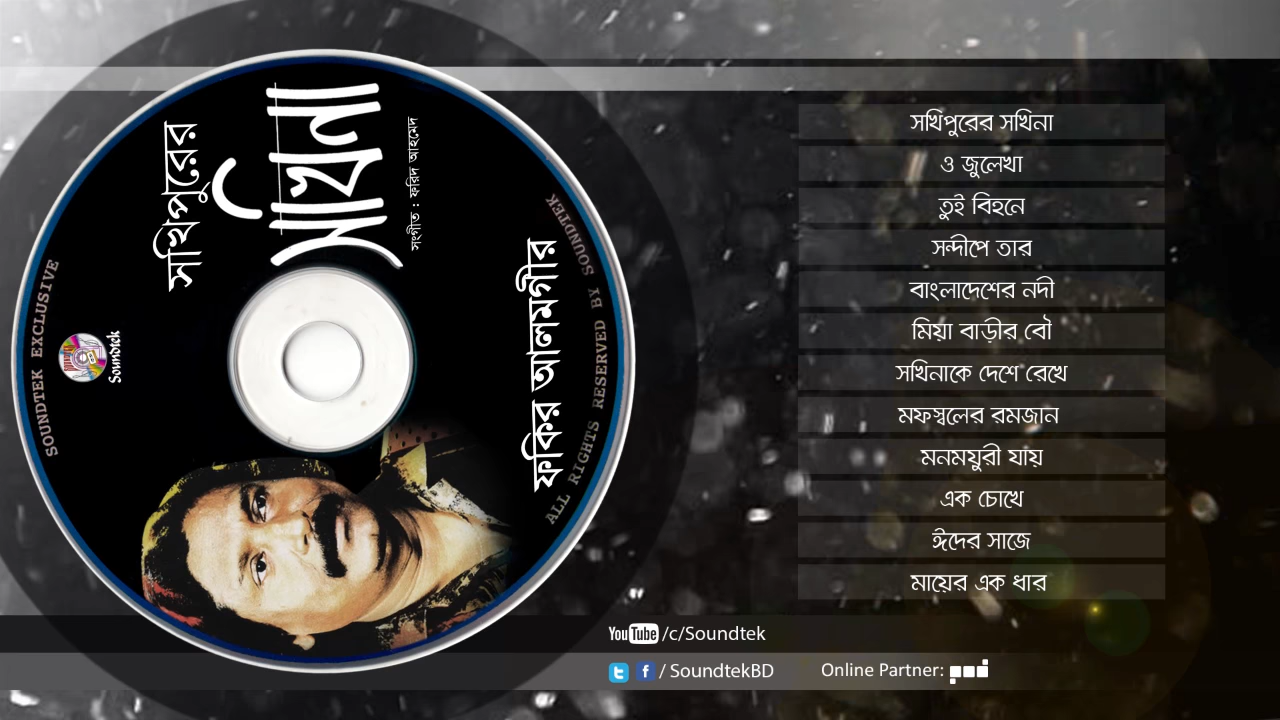 সখিপুরের
সখিনা
সংগীত : ফরিদ আহমেদ
ফকির আলমগীর
SOUNDTEK EXCLUSIVE
Soundtek
ALL RIGHTS RESERVED BY SOUNDTEK
সখিপুরের সখিনা
ও জুলেখা
তুই বিহনে
সন্দীপে তার
বাংলাদেশের নদী
মিয়া বাড়ীর বৌ
সখিনাকে দেশে রেখে
মফস্বলের রমজান
মনময়ুরী যায়
এক চোখে
ঈদের সাজে
মায়ের এক ধার
YouTube /c/Soundtek
/ SoundtekBD
Online Partner: